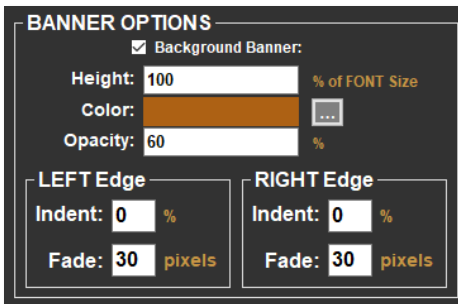 BANNER OPTIONS
Background Banner:
Height: 100 % of FONT Size
Color: ...
Opacity: 60 %
LEFT Edge RIGHT Edge
Indent: 0 % Indent: 0 %
Fade: 30 pixels Fade: 30 pixels